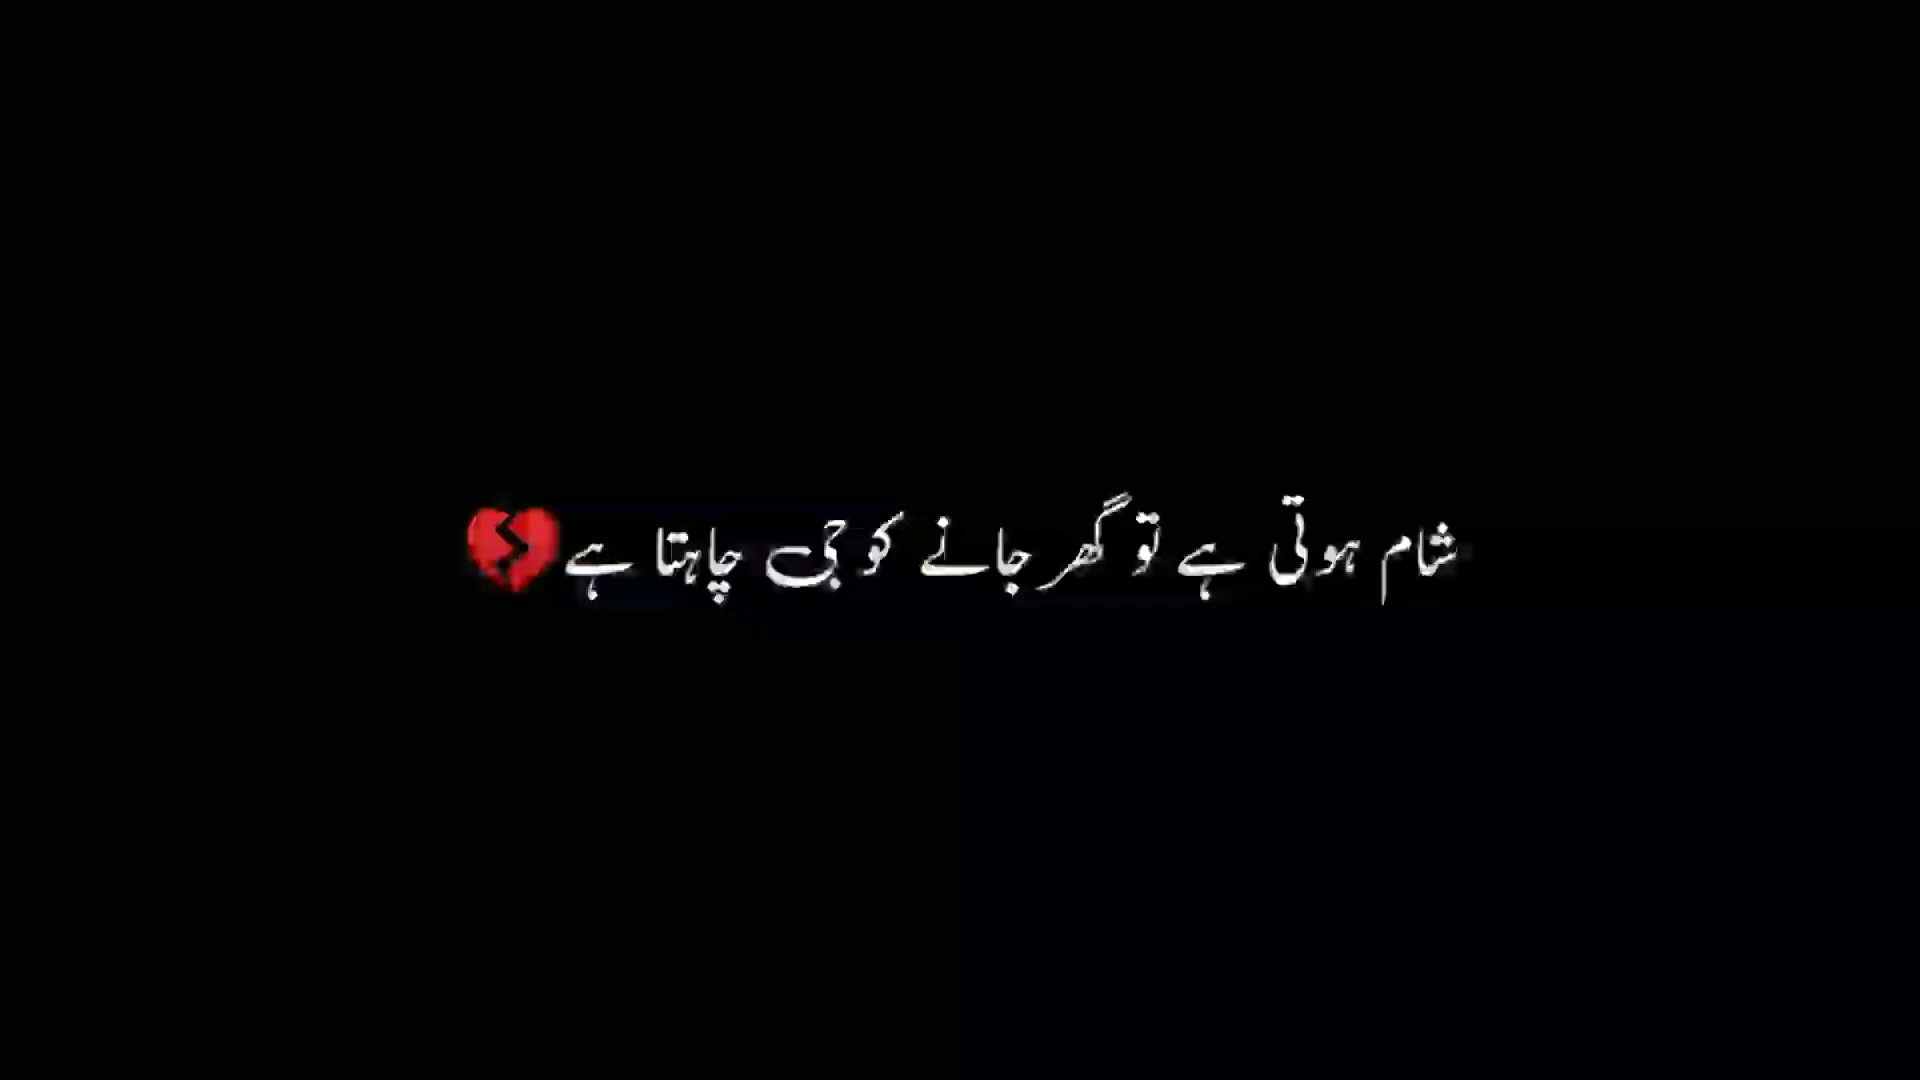 شام ہوتی ہے تو گھر جانے کو جی چاہتا ہے💔